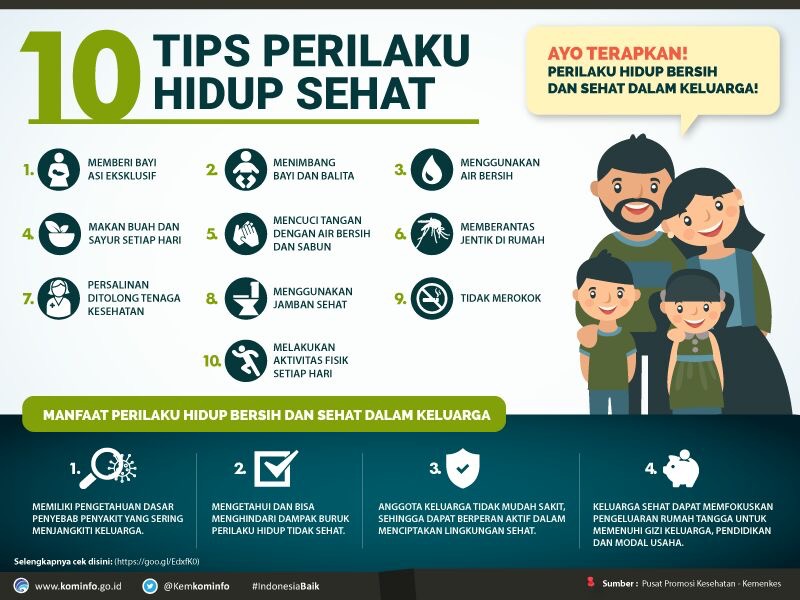 10 TIPS PERILAKU
HIDUP SEHAT
AYO TERAPKAN!
PERILAKU HIDUP BERSIH
DAN SEHAT DALAM KELUARGA!
1. MEMBERI BAYI
ASI EKSKLUSIF
2. MENIMBANG
BAYI DAN BALITA
3. MENGGUNAKAN
AIR BERSIH
4. MAKAN BUAH DAN
SAYUR SETIAP HARI
5. MENCUCI TANGAN
DENGAN AIR BERSIH
DAN SABUN
6. MEMBERANTAS
JENTIK DI RUMAH
7. PERSALINAN
DITOLONG TENAGA
KESEHATAN
8. MENGGUNAKAN
JAMBAN SEHAT
9. TIDAK MEROKOK
10. MELAKUKAN
AKTIVITAS FISIK
SETIAP HARI
MANFAAT PERILAKU HIDUP BERSIH DAN SEHAT DALAM KELUARGA
1.
MEMILIKI PENGETAHUAN DASAR
PENYEBAB PENYAKIT YANG SERING
MENJANGKITI KELUARGA.
2.
MENGETAHUI DAN BISA
MENGHINDARI DAMPAK BURUK
PERILAKU HIDUP TIDAK SEHAT.
3.
ANGGOTA KELUARGA TIDAK MUDAH SAKIT,
SEHINGGA DAPAT BERPERAN AKTIF DALAM
MENCIPTAKAN LINGKUNGAN SEHAT.
4.
KELUARGA SEHAT DAPAT MEMFOKUSKAN
PENGELUARAN RUMAH TANGGA UNTUK
MEMENUHI GIZI KELUARGA, PENDIDIKAN
DAN MODAL USAHA.
Selengkapnya cek disini: (https://goo.gl/EdxfK0)
www.kominfo.go.id @Kemkominfo #IndonesiaBaik
Sumber : Pusat Promosi Kesehatan - Kemenkes